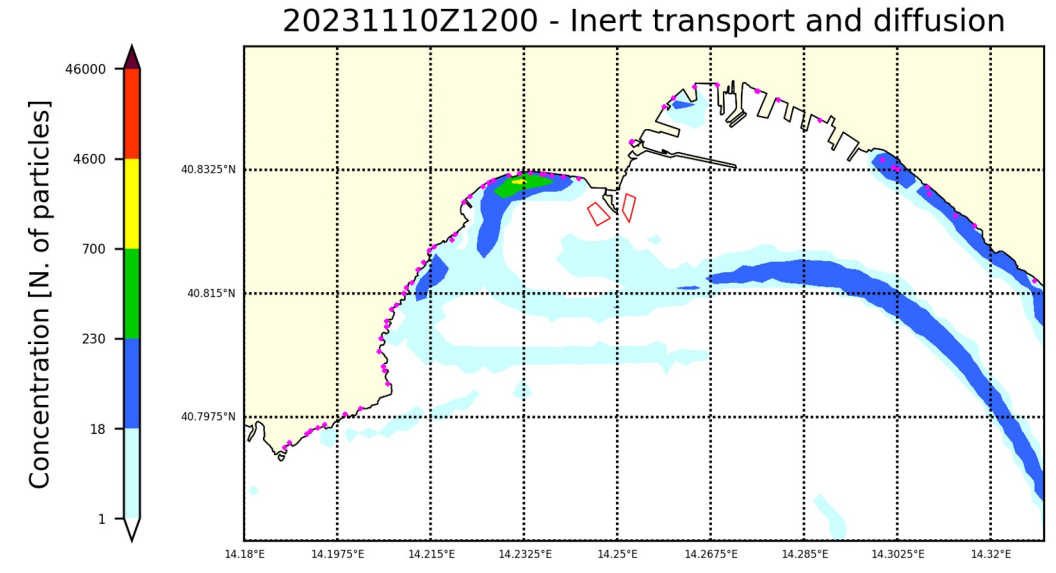 20231110Z1200 - Inert transport and diffusion
Concentration [N. of particles]
46000
4600
700
230
18
1
40.8325°N
40.815°N
40.7975°N
14.18°E
14.1975°E
14.215°E
14.2325°E
14.25°E
14.2675°E
14.285°E
14.3025°E
14.32°E